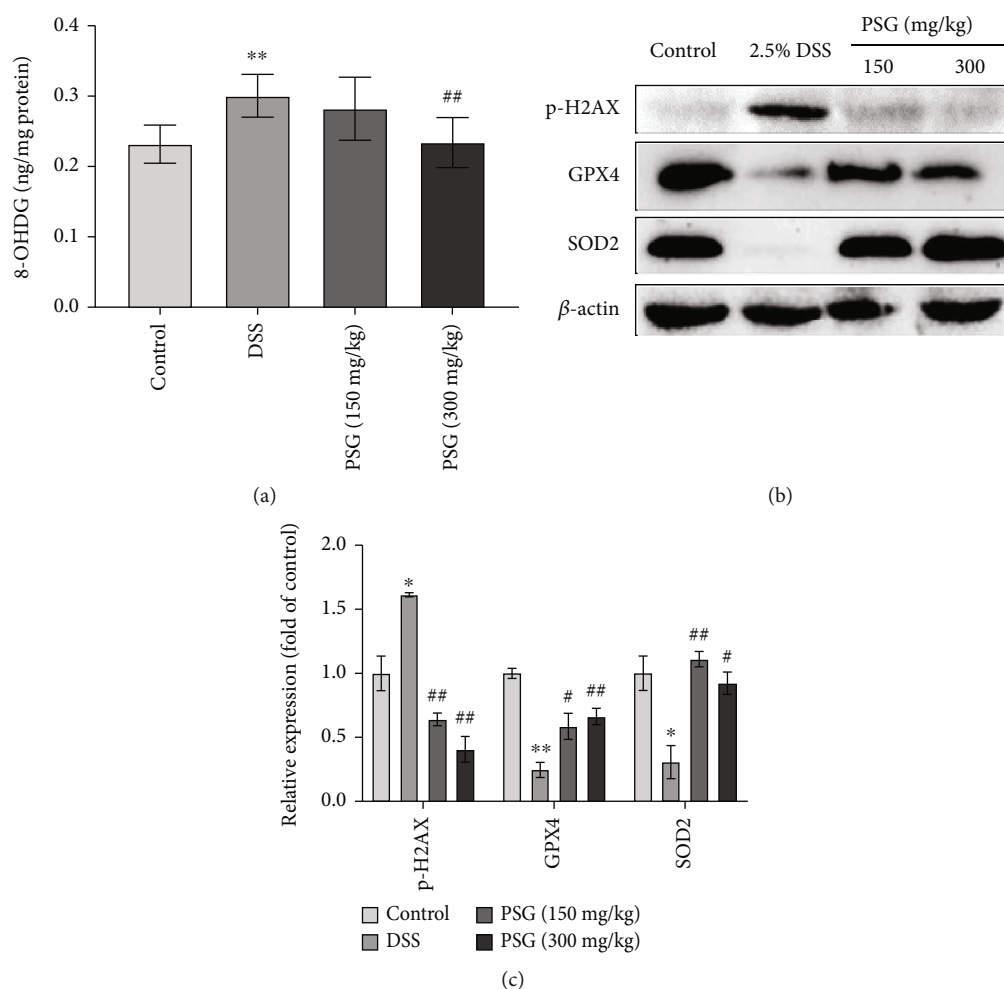 0.4
0.3
0.2
0.1
0.0
8-OHDG (ng/mg protein)
**
##
Control
DSS
PSG (150 mg/kg)
PSG (300 mg/kg)
(a)
PSG (mg/kg)
Control
2.5% DSS
150
300
p-H2AX
GPX4
SOD2
β-actin
(b)
2.0
1.5
1.0
0.5
0.0
Relative expression (fold of control)
*
##
##
**
#
##
*
##
#
p-H2AX
GPX4
SOD2
Control
DSS
PSG (150 mg/kg)
PSG (300 mg/kg)
(c)